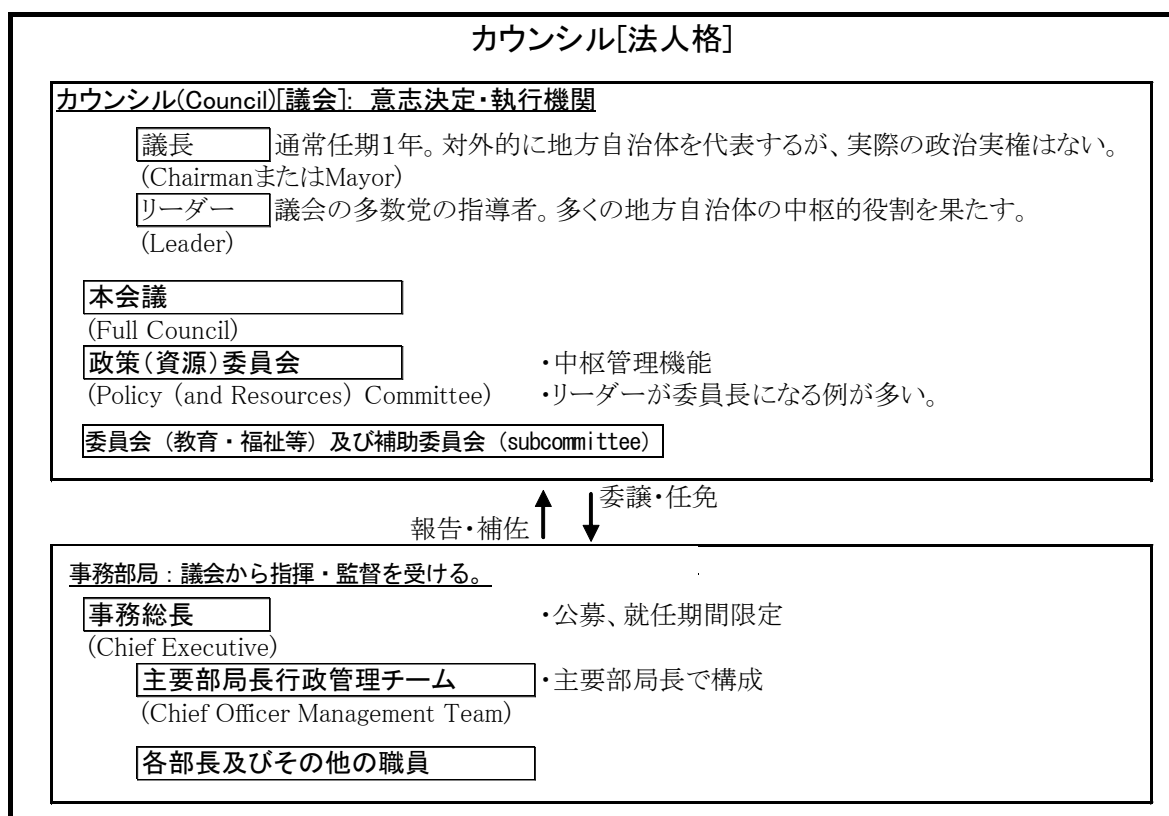 カウンシル[法人格]
カウンシル(Council)[議会]: 意志決定・執行機関
議長 通常任期1年。対外的に地方自治体を代表するが、実際の政治実権はない。
(ChairmanまたはMayor)
リーダー 議会の多数党の指導者。多くの地方自治体の中枢的役割を果たす。
(Leader)
本会議
(Full Council)
政策(資源)委員会 ・中枢管理機能
(Policy (and Resources) Committee) ・リーダーが委員長になる例が多い。
委員会（教育・福祉等）及び補助委員会（subcommittee）
委譲・任免
報告・補佐
事務部局：議会から指揮・監督を受ける。
事務総長 ・公募、就任期間限定
(Chief Executive)
主要部局長行政管理チーム ・主要部局長で構成
(Chief Officer Management Team)
各部長及びその他の職員